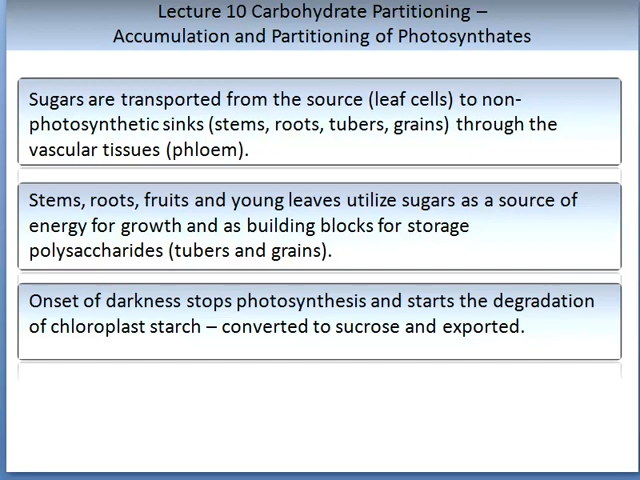 Lecture 10 Carbohydrate Partitioning –
Accumulation and Partitioning of Photosynthates
Sugars are transported from the source (leaf cells) to non-
photosynthetic sinks (stems, roots, tubers, grains) through the
vascular tissues (phloem).
Stems, roots, fruits and young leaves utilize sugars as a source of
energy for growth and as building blocks for storage
polysaccharides (tubers and grains).
Onset of darkness stops photosynthesis and starts the degradation
of chloroplast starch – converted to sucrose and exported.